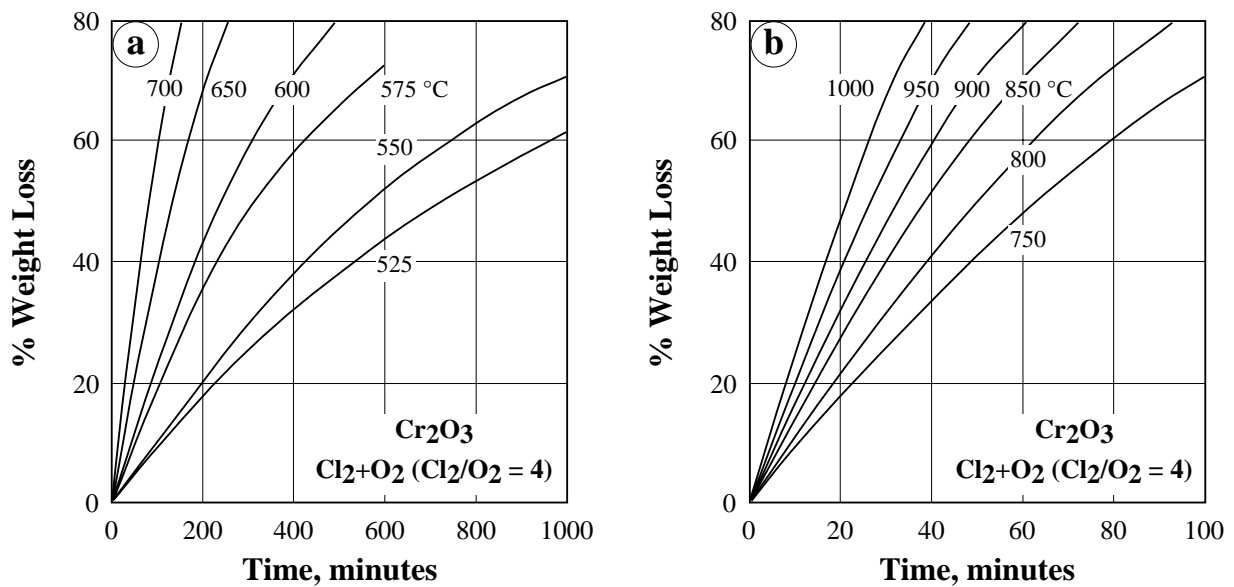 a
80
60
40
20
0
% Weight Loss
700
650
600
575 °C
550
525
Cr2O3
Cl2+O2 (Cl2/O2 = 4)
0
200
400
600
800
1000
Time, minutes
b
80
60
40
20
0
% Weight Loss
1000
950
900
850 °C
800
750
Cr2O3
Cl2+O2 (Cl2/O2 = 4)
0
20
40
60
80
100
Time, minutes